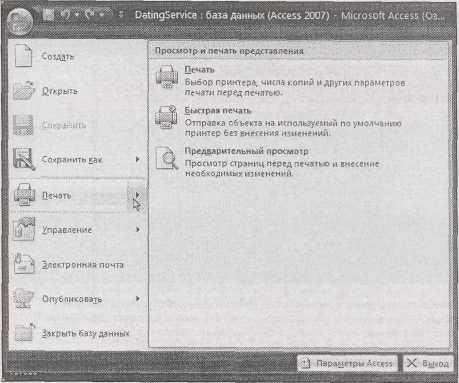 DatingService : база данных (Access 2007) - Microsoft Access (Оз...
Создать
Открыть
Сохранить
Сохранить как
Печать
Управление
Электронная почта
Опубликовать
Закрыть базу данных
Просмотр и печать представления
Печать
Выбор принтера, числа копий и других параметров
печати перед печатью.
Быстрая печать
Отправка объекта на используемый по умолчанию
принтер без внесения изменений.
Предварительный просмотр
Просмотр страниц перед печатью и внесение
необходимых изменений.
Параметры Access
Выход